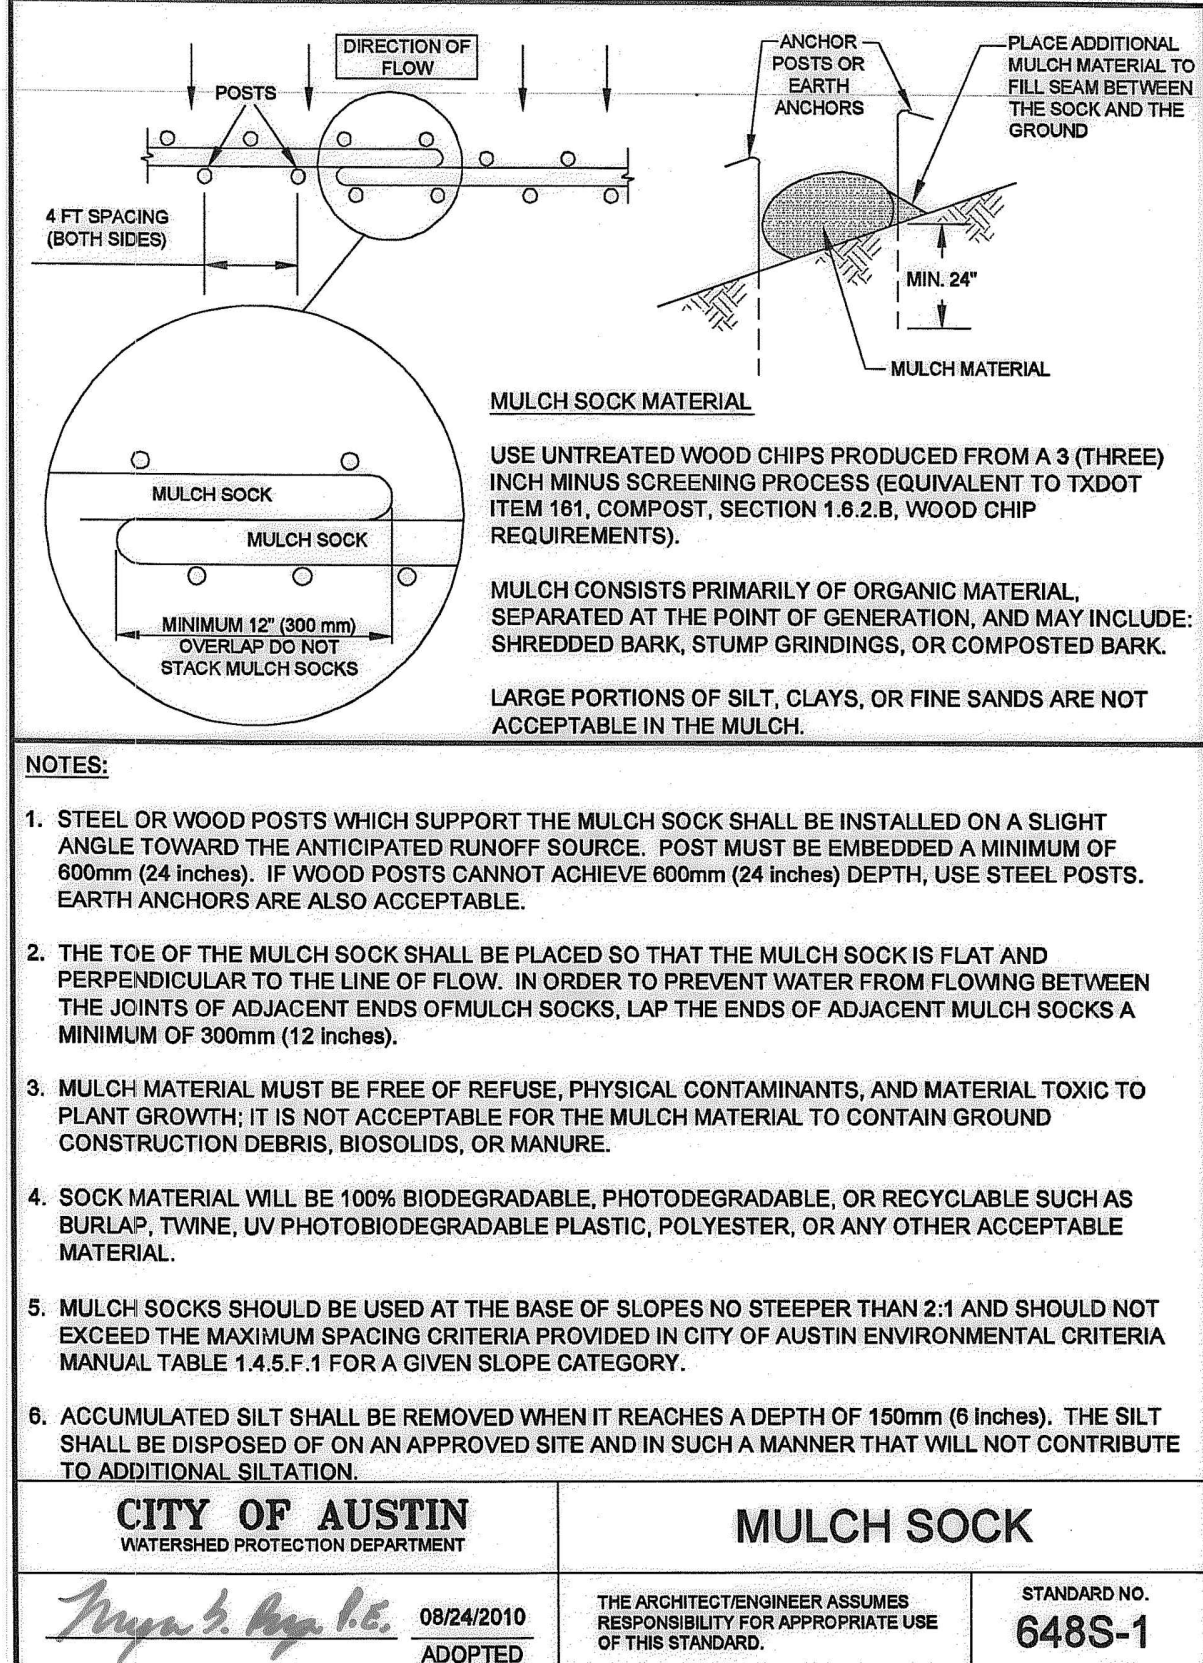 DIRECTION OF
FLOW
POSTS
4 FT SPACING
(BOTH SIDES)
ANCHOR
POSTS OR
EARTH
ANCHORS
PLACE ADDITIONAL
MULCH MATERIAL TO
FILL SEAM BETWEEN
THE SOCK AND THE
GROUND
MIN. 24"
MULCH MATERIAL
MULCH SOCK
MULCH SOCK
MINIMUM 12" (300 mm)
OVERLAP DO NOT
STACK MULCH SOCKS
MULCH SOCK MATERIAL
USE UNTREATED WOOD CHIPS PRODUCED FROM A 3 (THREE)
INCH MINUS SCREENING PROCESS (EQUIVALENT TO TXDOT
ITEM 161, COMPOST, SECTION 1.6.2.B, WOOD CHIP
REQUIREMENTS).
MULCH CONSISTS PRIMARILY OF ORGANIC MATERIAL,
SEPARATED AT THE POINT OF GENERATION, AND MAY INCLUDE:
SHREDDED BARK, STUMP GRINDINGS, OR COMPOSTED BARK.
LARGE PORTIONS OF SILT, CLAYS, OR FINE SANDS ARE NOT
ACCEPTABLE IN THE MULCH.
NOTES:
1. STEEL OR WOOD POSTS WHICH SUPPORT THE MULCH SOCK SHALL BE INSTALLED ON A SLIGHT
ANGLE TOWARD THE ANTICIPATED RUNOFF SOURCE. POST MUST BE EMBEDDED A MINIMUM OF
600mm (24 inches). IF WOOD POSTS CANNOT ACHIEVE 600mm (24 inches) DEPTH, USE STEEL POSTS.
EARTH ANCHORS ARE ALSO ACCEPTABLE.
2. THE TOE OF THE MULCH SOCK SHALL BE PLACED SO THAT THE MULCH SOCK IS FLAT AND
PERPENDICULAR TO THE LINE OF FLOW. IN ORDER TO PREVENT WATER FROM FLOWING BETWEEN
THE JOINTS OF ADJACENT ENDS OFMULCH SOCKS, LAP THE ENDS OF ADJACENT MULCH SOCKS A
MINIMUM OF 300mm (12 inches).
3. MULCH MATERIAL MUST BE FREE OF REFUSE, PHYSICAL CONTAMINANTS, AND MATERIAL TOXIC TO
PLANT GROWTH; IT IS NOT ACCEPTABLE FOR THE MULCH MATERIAL TO CONTAIN GROUND
CONSTRUCTION DEBRIS, BIOSOLIDS, OR MANURE.
4. SOCK MATERIAL WILL BE 100% BIODEGRADABLE, PHOTODEGRADABLE, OR RECYCLABLE SUCH AS
BURLAP, TWINE, UV PHOTOBIODEGRADABLE PLASTIC, POLYESTER, OR ANY OTHER ACCEPTABLE
MATERIAL.
5. MULCH SOCKS SHOULD BE USED AT THE BASE OF SLOPES NO STEEPER THAN 2:1 AND SHOULD NOT
EXCEED THE MAXIMUM SPACING CRITERIA PROVIDED IN CITY OF AUSTIN ENVIRONMENTAL CRITERIA
MANUAL TABLE 1.4.5.F.1 FOR A GIVEN SLOPE CATEGORY.
6. ACCUMULATED SILT SHALL BE REMOVED WHEN IT REACHES A DEPTH OF 150mm (6 inches). THE SILT
SHALL BE DISPOSED OF ON AN APPROVED SITE AND IN SUCH A MANNER THAT WILL NOT CONTRIBUTE
TO ADDITIONAL SILTATION.
CITY OF AUSTIN
WATERSHED PROTECTION DEPARTMENT
MULCH SOCK
P.E.
08/24/2010
ADOPTED
THE ARCHITECT/ENGINEER ASSUMES
RESPONSIBILITY FOR APPROPRIATE USE
OF THIS STANDARD.
STANDARD NO.
648S-1